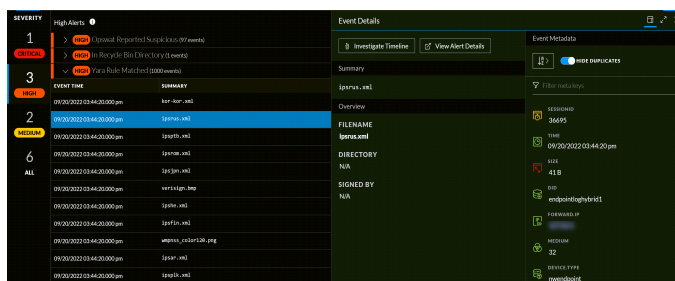 SEVERITY
1
CRITICAL
3
HIGH
2
MEDIUM
6
ALL
High Alerts
HIGH Opswat Reported Suspicious (97 events)
HIGH In Recycle Bin Directory (1 events)
HIGH Yara Rule Matched (1000 events)
EVENT TIME SUMMARY
09/20/2022 03:44:20.000 pm kor-kor.xml
09/20/2022 03:44:20.000 pm ipsrus.xml
09/20/2022 03:44:20.000 pm ipsptb.xml
09/20/2022 03:44:20.000 pm ipsrom.xml
09/20/2022 03:44:20.000 pm ipsjpn.xml
09/20/2022 03:44:20.000 pm verisign.bmp
09/20/2022 03:44:20.000 pm ipshe.xml
09/20/2022 03:44:20.000 pm ipsfin.xml
09/20/2022 03:44:20.000 pm wmpnss_color120.png
09/20/2022 03:44:20.000 pm ipsar.xml
09/20/2022 03:44:20.000 pm ipsplk.xml
Event Details
Investigate Timeline
View Alert Details
Summary
ipsrus.xml
Overview
FILENAME
ipsrus.xml
DIRECTORY
N/A
SIGNED BY
N/A
Event Metadata
HIDE DUPLICATES
Filter meta keys
SESSIONID
36695
TIME
09/20/2022 03:44:20 pm
SIZE
41 B
DID
endpointloghybrid1
FORWARD.IP
MEDIUM
32
DEVICE.TYPE
nwendpoint